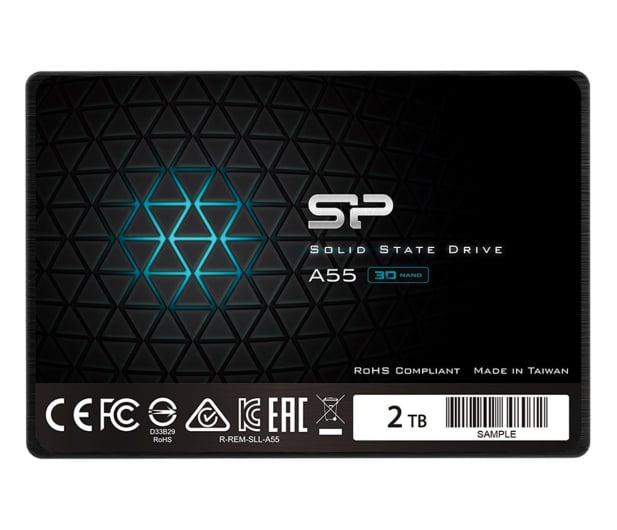 SP
SOLID STATE DRIVE
A55 3D NAND
RoHS COMPLIANT MADE IN TAIWAN
CE FC D33B29 RoHS R-REM-SLL-A55 EAC
2 TB
SAMPLE